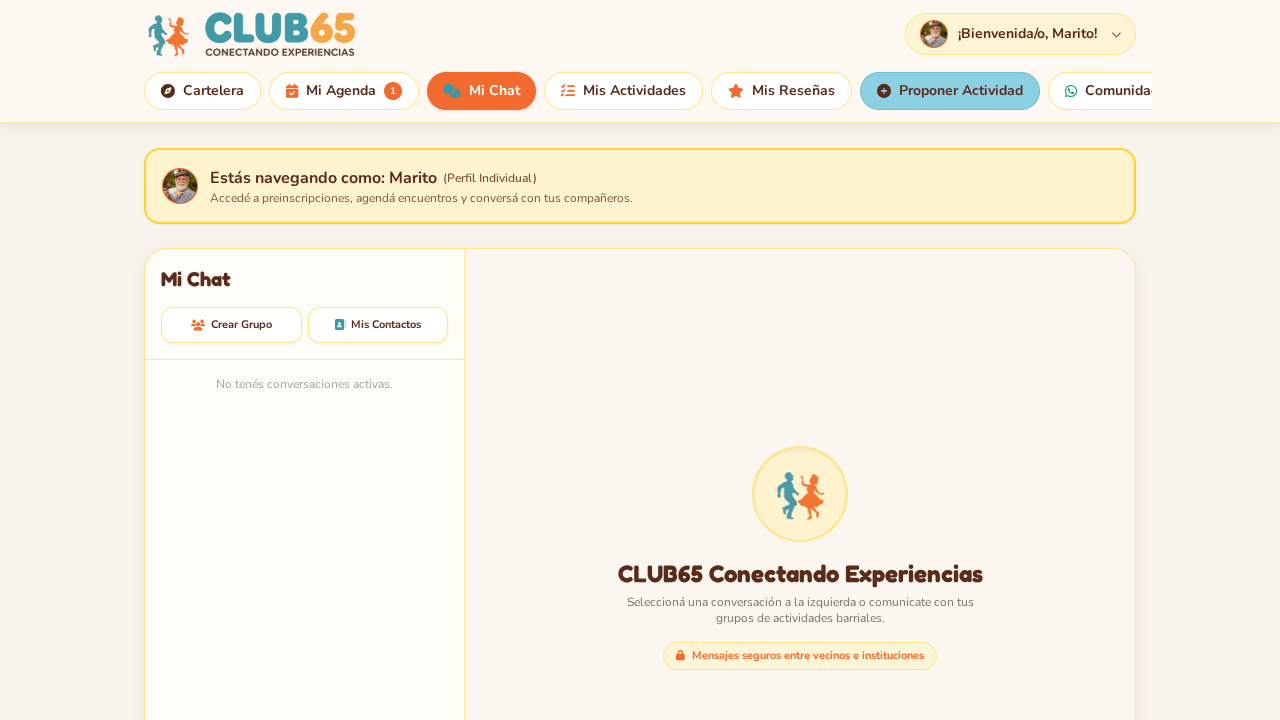 CLUB65
CONECTANDO EXPERIENCIAS
¡Bienvenida/o, Marito!
Cartelera
Mi Agenda 1
Mi Chat
Mis Actividades
Mis Reseñas
Proponer Actividad
Estás navegando como: Marito (Perfil Individual)
Accedé a preinscripciones, agendá encuentros y conversá con tus compañeros.
Mi Chat
Crear Grupo
Mis Contactos
No tenés conversaciones activas.
CLUB65 Conectando Experiencias
Seleccioná una conversación a la izquierda o comunicate con tus
grupos de actividades barriales.
Mensajes seguros entre vecinos e instituciones